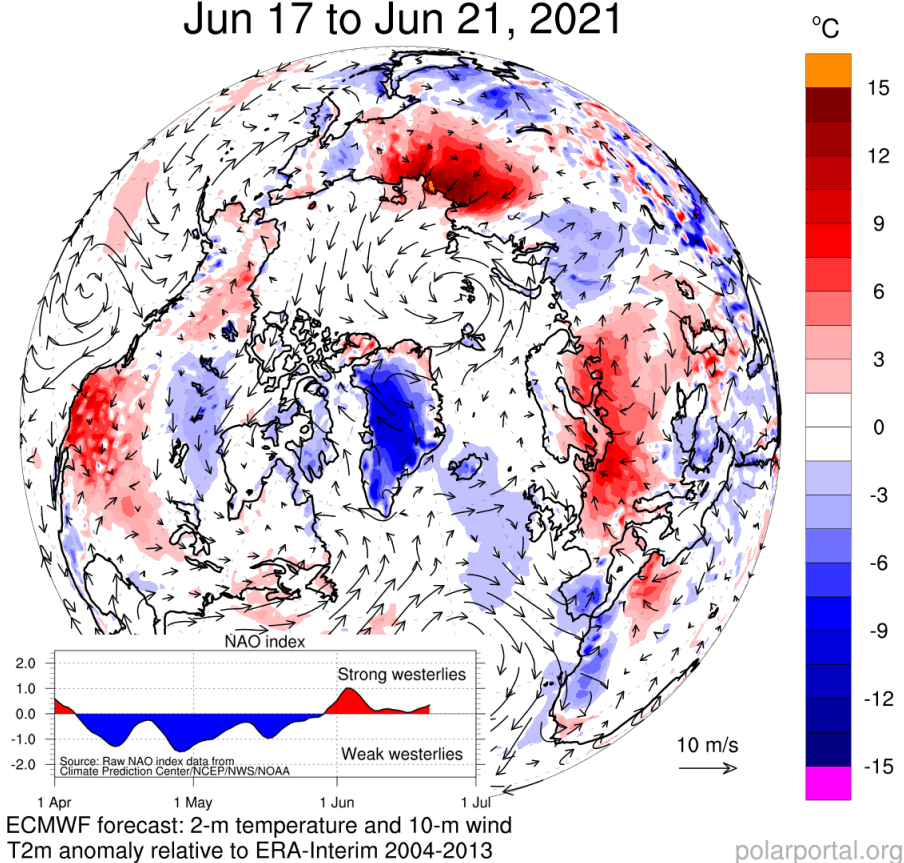 Jun 17 to Jun 21, 2021
°C
15
12
9
6
3
0
-3
-6
-9
-12
-15
10 m/s
NAO index
2.0
1.0
0.0
-1.0
-2.0
Strong westerlies
Weak westerlies
Source: Raw NAO index data from
Climate Prediction Center/NCEP/NWS/NOAA
1 Apr 1 May 1 Jun 1 Jul
ECMWF forecast: 2-m temperature and 10-m wind
T2m anomaly relative to ERA-Interim 2004-2013
polarportal.org